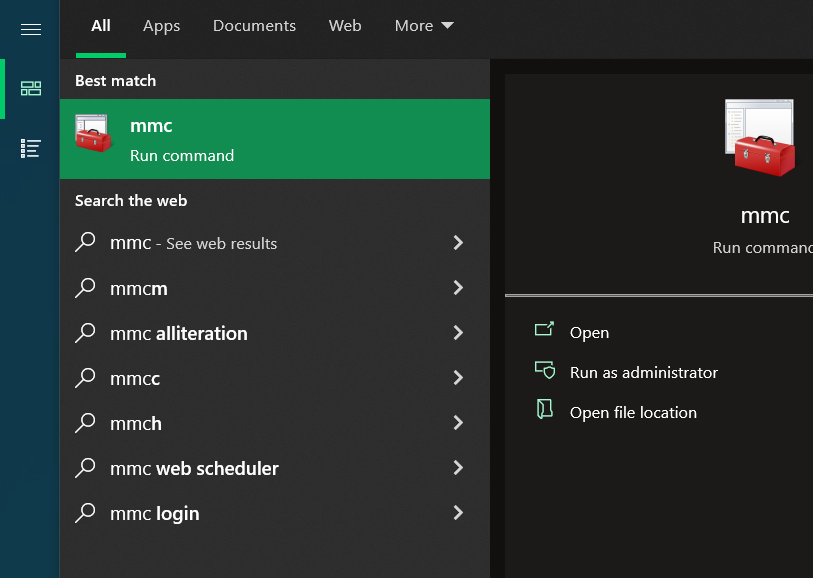 All Apps Documents Web More
Best match
mmc
Run command
Search the web
mmc - See web results
mmcm
mmc alliteration
mmcc
mmch
mmc web scheduler
mmc login
mmc
Run command
Open
Run as administrator
Open file location